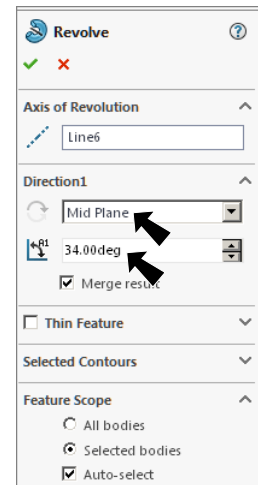 Revolve
Axis of Revolution
Line6
Direction1
Mid Plane
A1
34.00deg
Merge result
Thin Feature
Selected Contours
Feature Scope
All bodies
Selected bodies
Auto-select